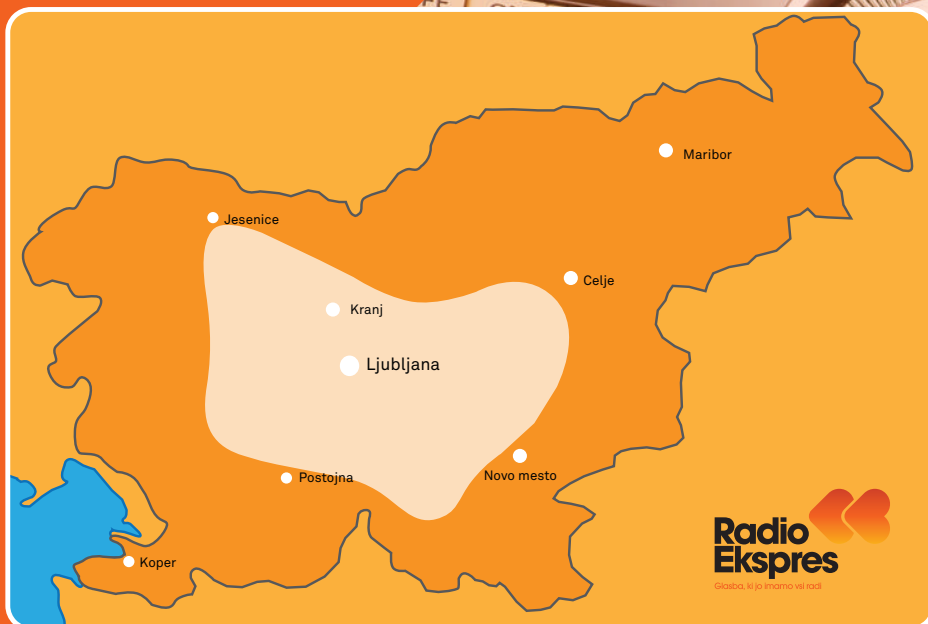 Maribor
Jesenice
Celje
Kranj
Ljubljana
Novo mesto
Postojna
Koper
Radio
Ekspres
Glasba, ki jo imamo vsi radi